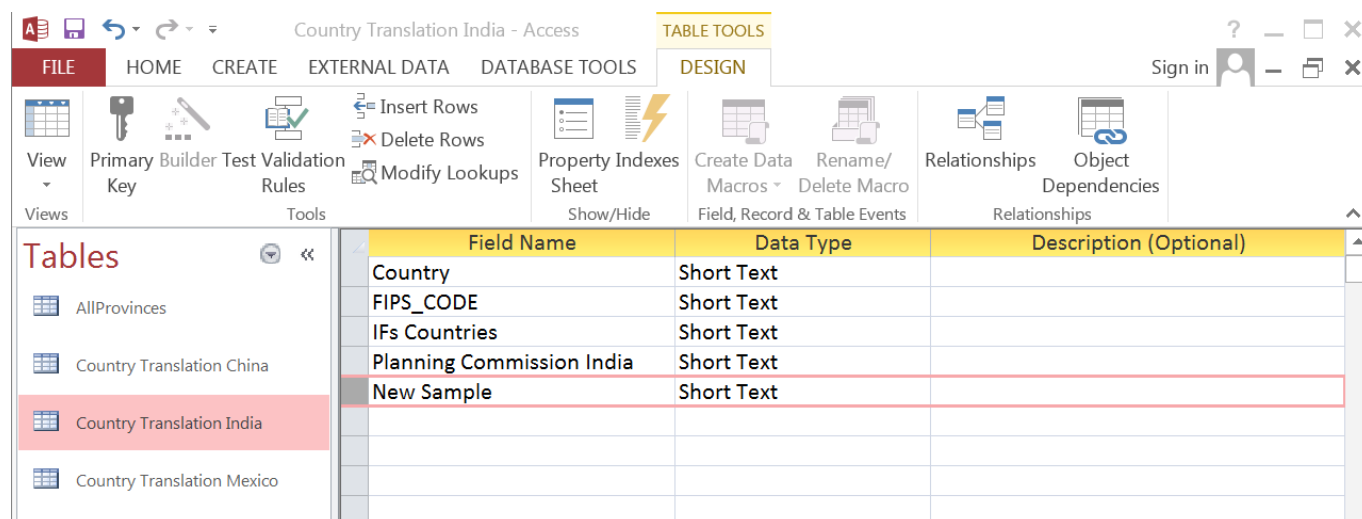 Country Translation India - Access
TABLE TOOLS
?
FILE HOME CREATE EXTERNAL DATA DATABASE TOOLS DESIGN Sign in
Insert Rows
Delete Rows
Modify Lookups
View
Primary Key
Builder
Test Validation Rules
Property Sheet
Indexes
Create Data Macros
Rename/ Delete Macro
Relationships
Object Dependencies
Views Tools Show/Hide Field, Record & Table Events Relationships
Tables
AllProvinces
Country Translation China
Country Translation India
Country Translation Mexico
Field Name Data Type Description (Optional)
Country Short Text
FIPS_CODE Short Text
IFs Countries Short Text
Planning Commission India Short Text
New Sample Short Text